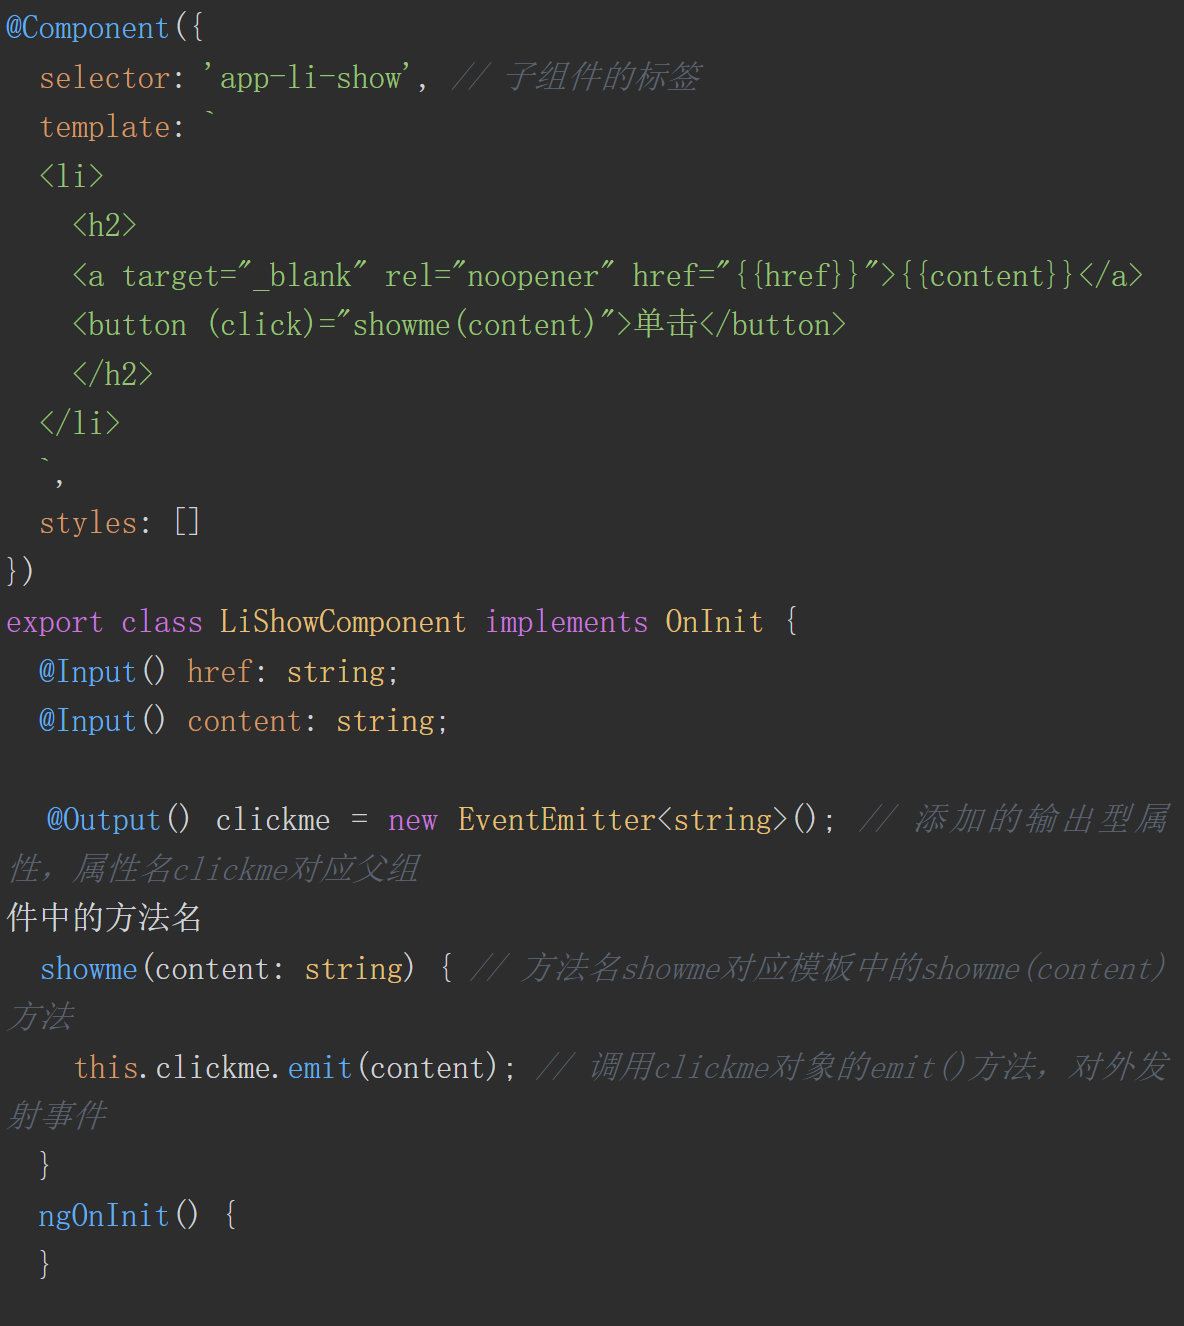 @Component({
  selector: 'app-li-show', // 子组件的标签
  template: `
  <li>
    <h2>
    <a target="_blank" rel="noopener" href="{{href}}">{{content}}</a>
    <button (click)="showme(content)">单击</button>
    </h2>
  </li>
  `,
  styles: []
})
export class LiShowComponent implements OnInit {
  @Input() href: string;
  @Input() content: string;

  @Output() clickme = new EventEmitter<string>(); // 添加的输出型属
性，属性名clickme对应父组
件中的方法名
  showme(content: string) { // 方法名showme对应模板中的showme(content)
方法
    this.clickme.emit(content); // 调用clickme对象的emit()方法，对外发
射事件
  }
  ngOnInit() {
  }